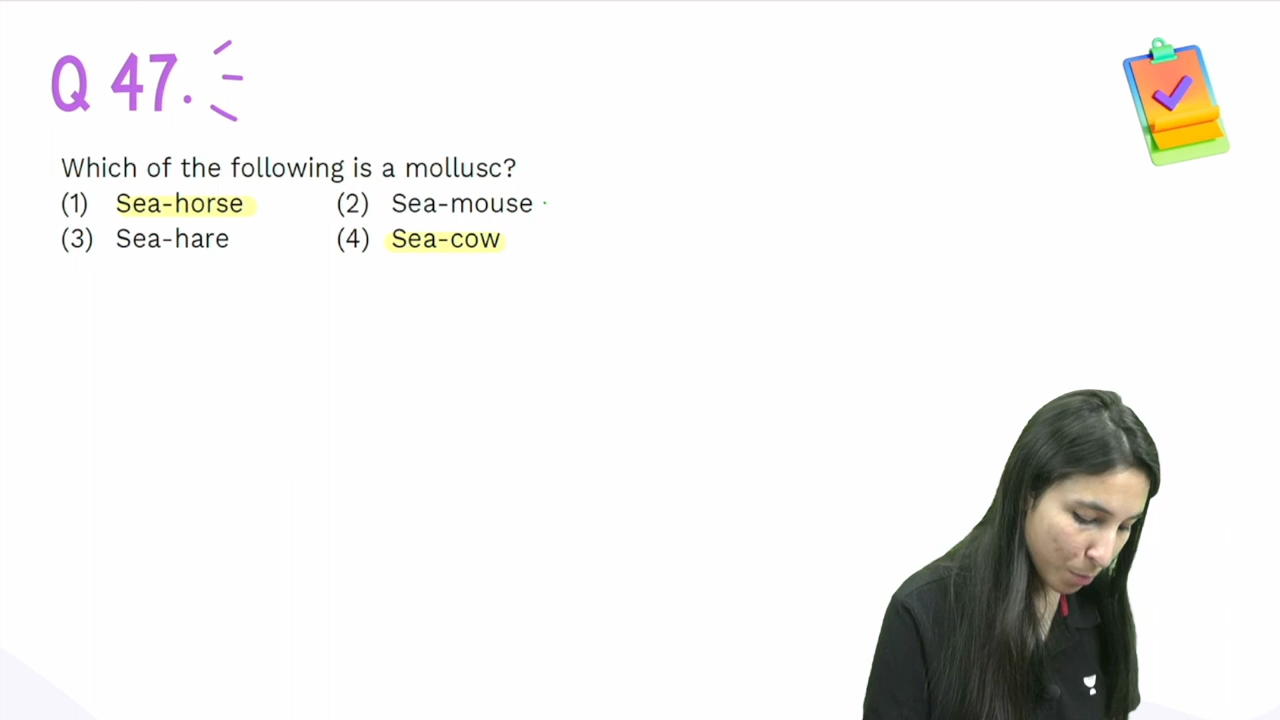 Q 47.
Which of the following is a mollusc?
(1) Sea-horse (2) Sea-mouse
(3) Sea-hare (4) Sea-cow